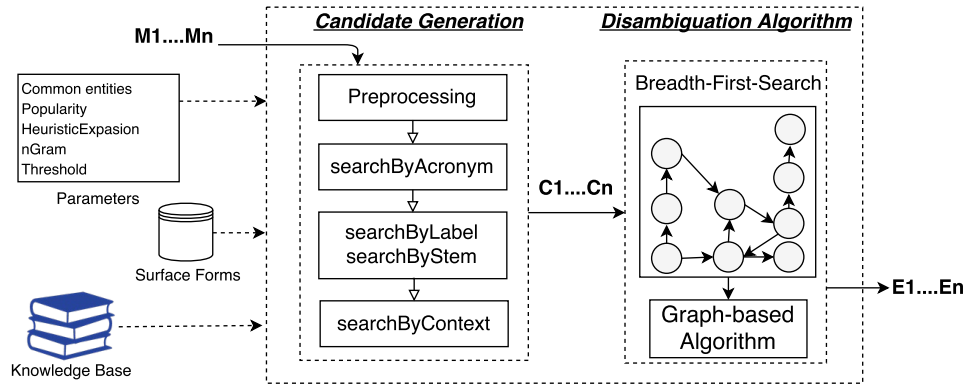 Candidate Generation
Disambiguation Algorithm
M1....Mn
Common entities
Popularity
HeuristicExpasion
nGram
Threshold
Parameters
Surface Forms
Knowledge Base
Preprocessing
searchByAcronym
searchByLabel
searchByStem
searchByContext
C1....Cn
Breadth-First-Search
Graph-based
Algorithm
E1....En